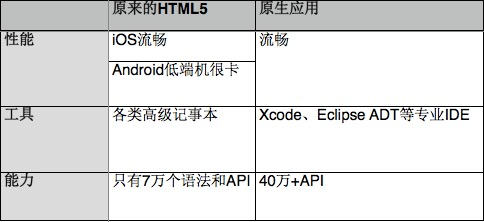 原来的HTML5 原生应用
性能 iOS流畅 流畅
Android低端机很卡
工具 各类高级记事本 Xcode、Eclipse ADT等专业IDE
能力 只有7万个语法和API 40万+API